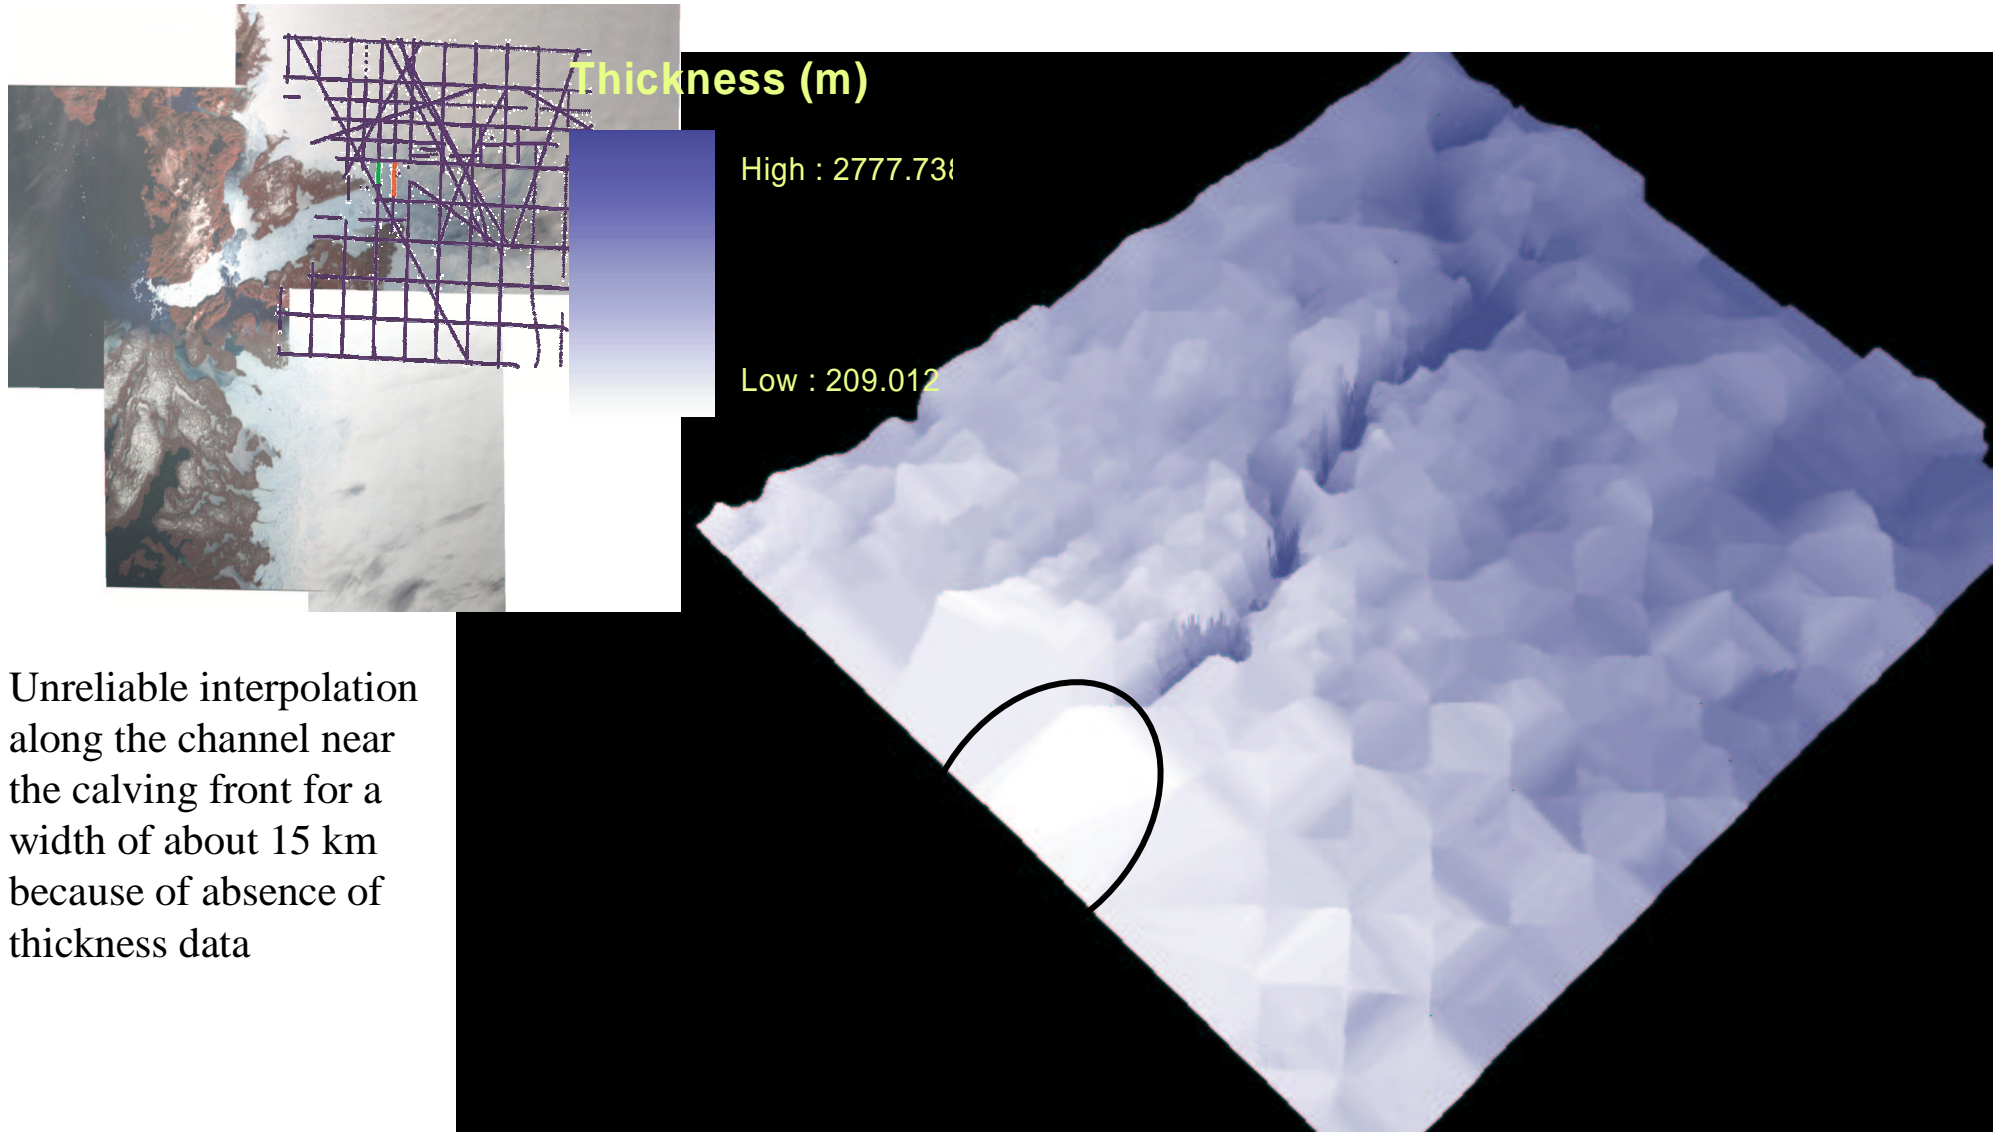 Thickness (m)
High : 2777.738
Low : 209.012
Unreliable interpolation
along the channel near
the calving front for a
width of about 15 km
because of absence of
thickness data